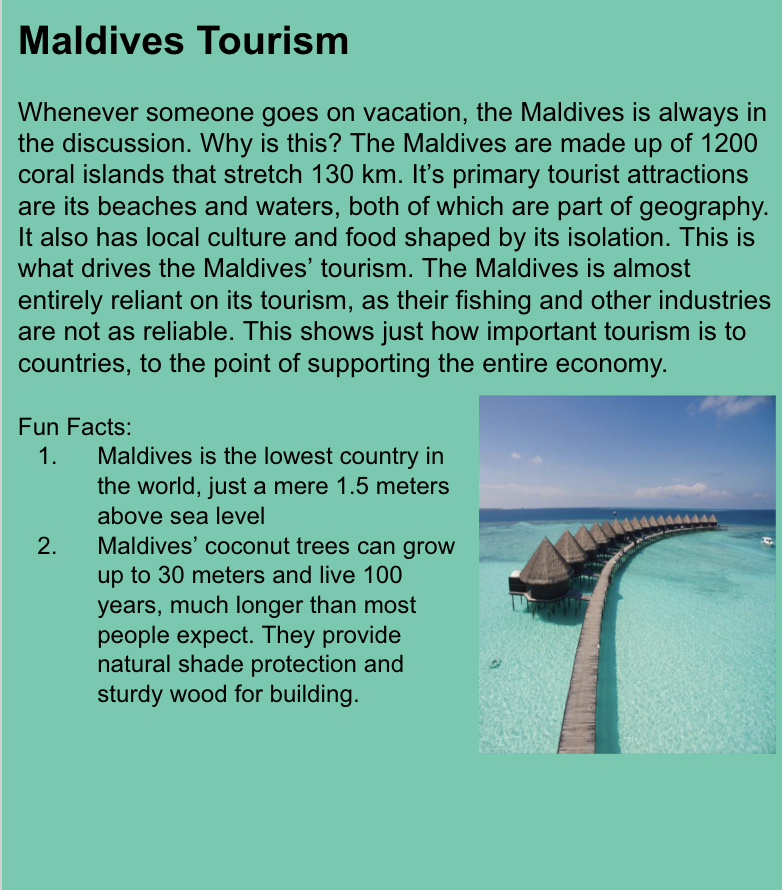 Maldives Tourism
Whenever someone goes on vacation, the Maldives is always in
the discussion. Why is this? The Maldives are made up of 1200
coral islands that stretch 130 km. It’s primary tourist attractions
are its beaches and waters, both of which are part of geography.
It also has local culture and food shaped by its isolation. This is
what drives the Maldives’ tourism. The Maldives is almost
entirely reliant on its tourism, as their fishing and other industries
are not as reliable. This shows just how important tourism is to
countries, to the point of supporting the entire economy.
Fun Facts:
1. Maldives is the lowest country in
the world, just a mere 1.5 meters
above sea level
2. Maldives’ coconut trees can grow
up to 30 meters and live 100
years, much longer than most
people expect. They provide
natural shade protection and
sturdy wood for building.